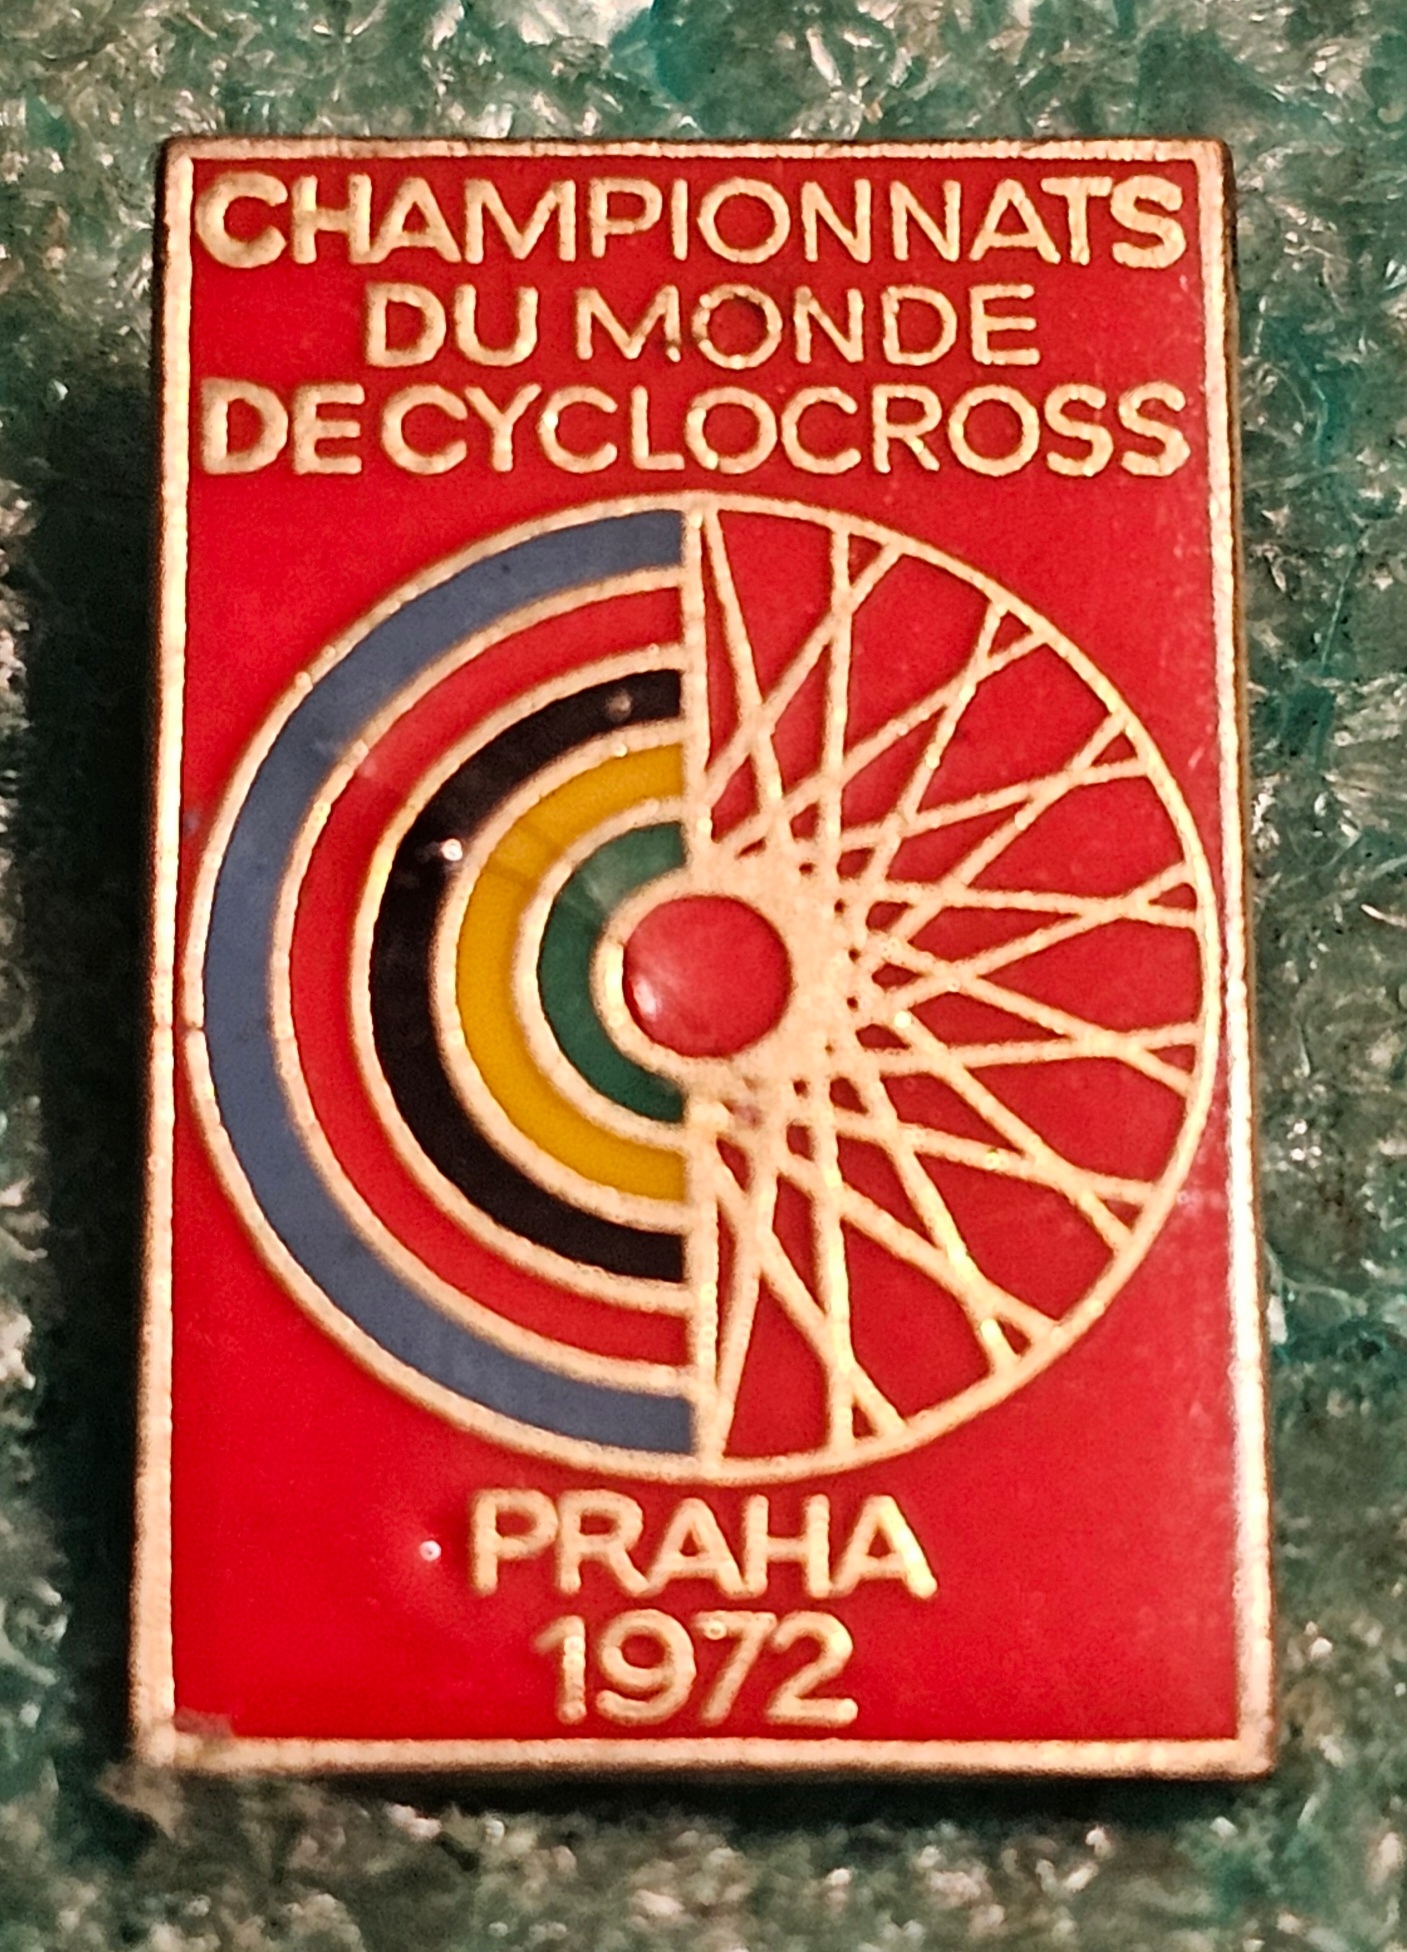 CHAMPIONNATS
DU MONDE
DE CYCLOCROSS
PRAHA
1972